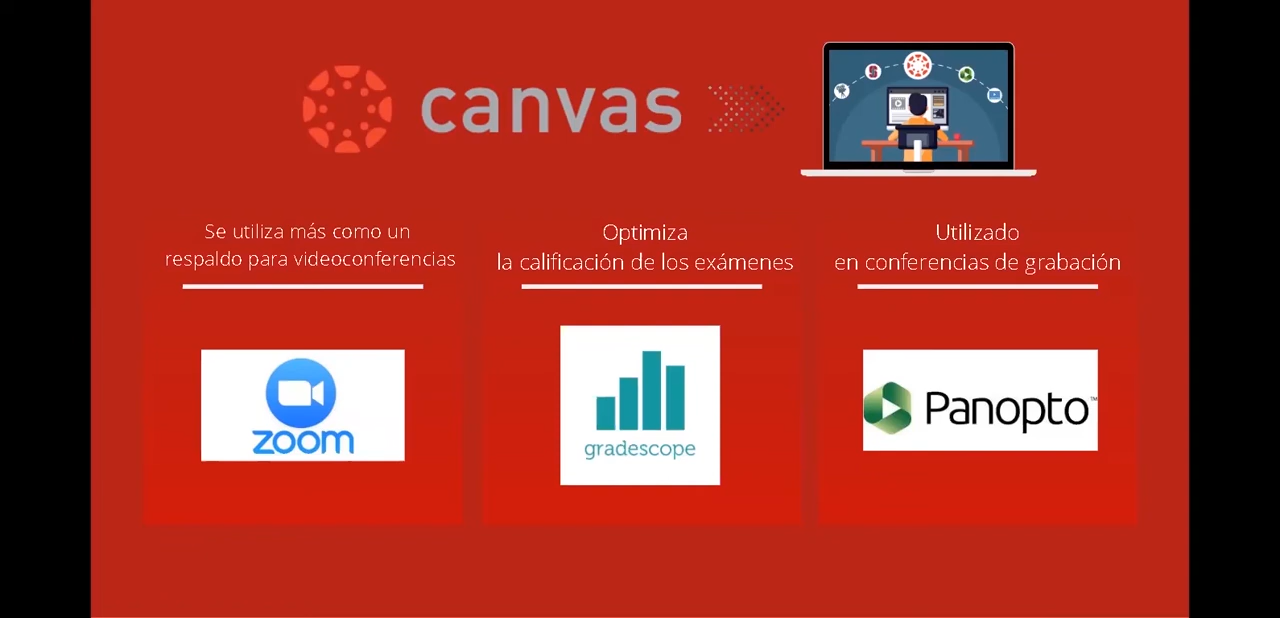 canvas
Se utiliza más como un
respaldo para videoconferencias
Optimiza
la calificación de los exámenes
Utilizado
en conferencias de grabación
zoom
gradescope
Panopto™